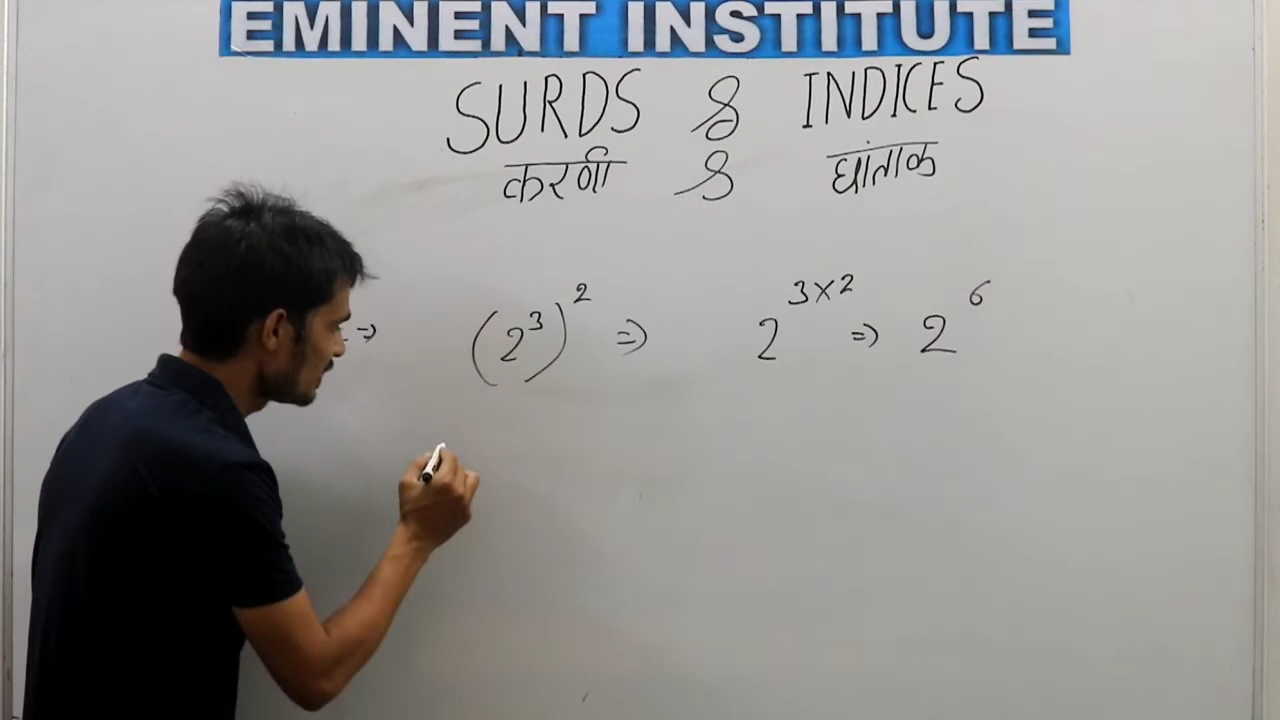 EMINENT INSTITUTE
SURDS & INDICES
करणी & घांताक
=> (2³)² => 2^{3×2} => 2⁶